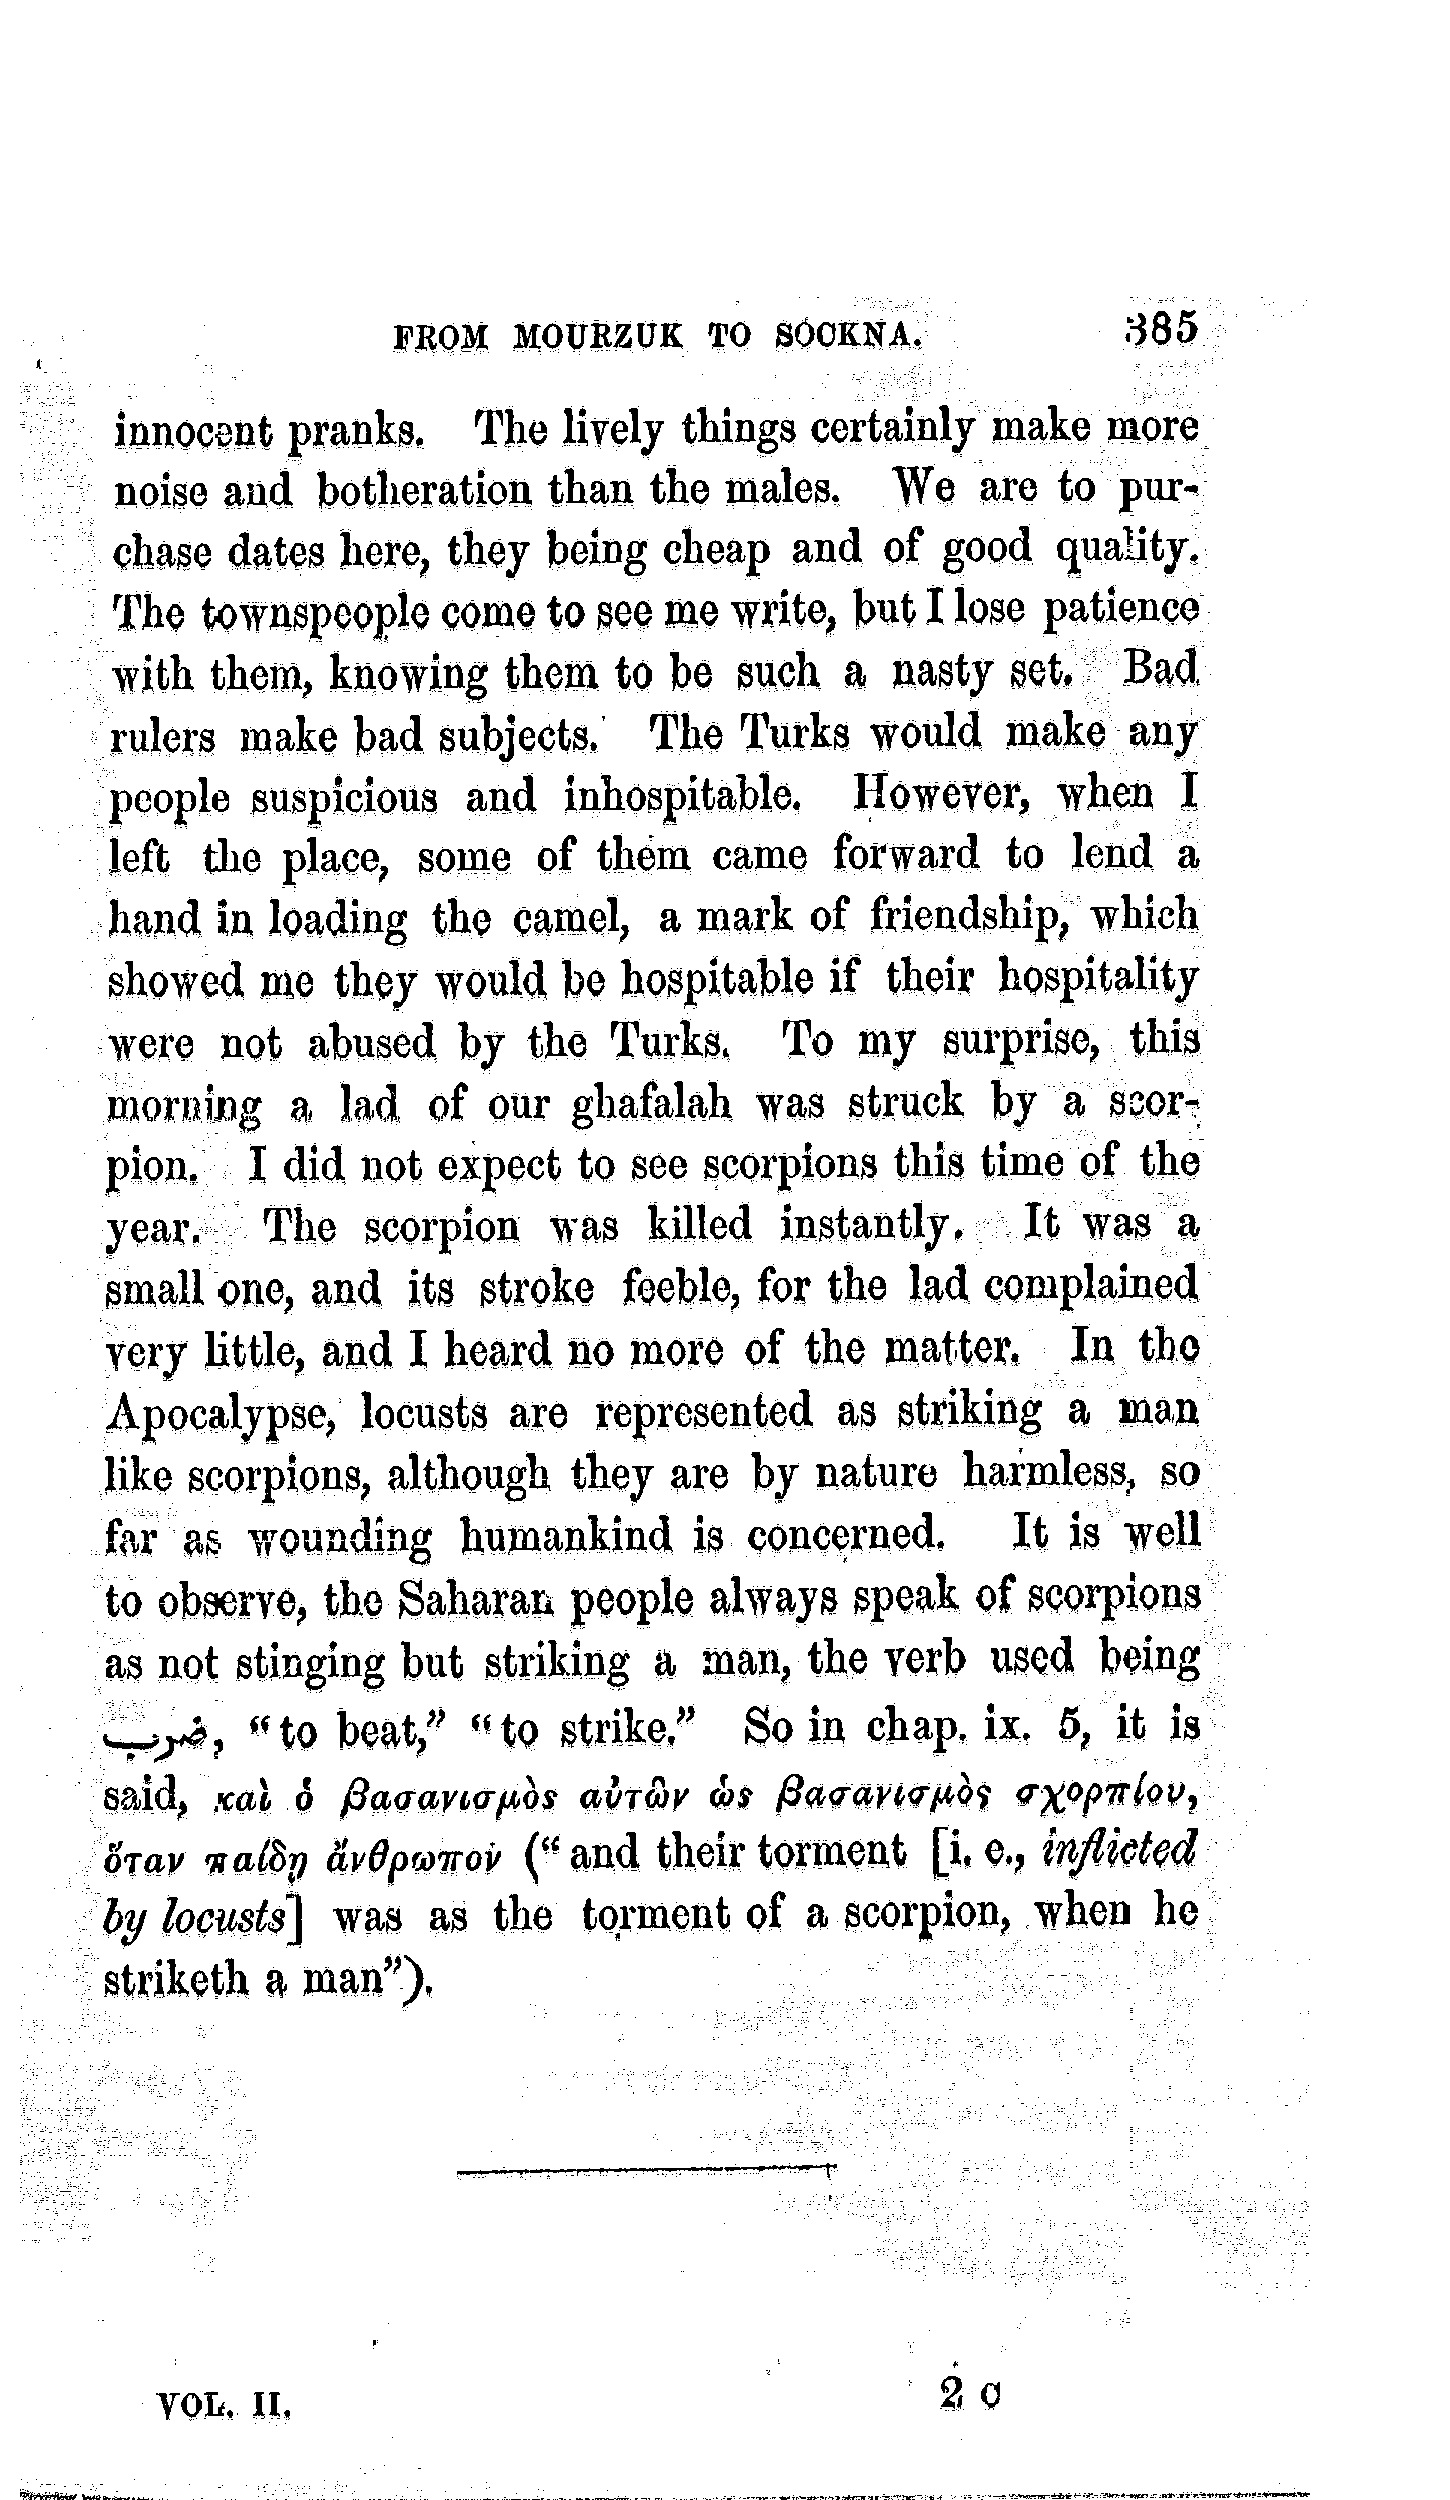 FROM MOURZUK TO SOCKNA. 385
innocent pranks. The lively things certainly make more
noise and botheration than the males. We are to pur-
chase dates here, they being cheap and of good quality.
The townspeople come to see me write, but I lose patience
with them, knowing them to be such a nasty set. Bad
rulers make bad subjects. The Turks would make any
people suspicious and inhospitable. However, when I
left the place, some of them came forward to lend a
hand in loading the camel, a mark of friendship, which
showed me they would be hospitable if their hospitality
were not abused by the Turks. To my surprise, this
morning a lad of our ghafalah was struck by a scor-
pion. I did not expect to see scorpions this time of the
year. The scorpion was killed instantly. It was a
small one, and its stroke feeble, for the lad complained
very little, and I heard no more of the matter. In the
Apocalypse, locusts are represented as striking a man
like scorpions, although they are by nature harmless, so
far as wounding humankind is concerned. It is well
to observe, the Saharan people always speak of scorpions
as not stinging but striking a man, the verb used being
ضرب, “to beat,” “to strike.” So in chap. ix. 5, it is
said, καὶ ὁ βασανισμὸς αὐτῶν ὡς βασανισμὸς σχορπίου,
ὅταν παίδῃ ἄνθρωπον (“and their torment [i. e., inflicted
by locusts] was as the torment of a scorpion, when he
striketh a man”).
VOL. II. 2 C